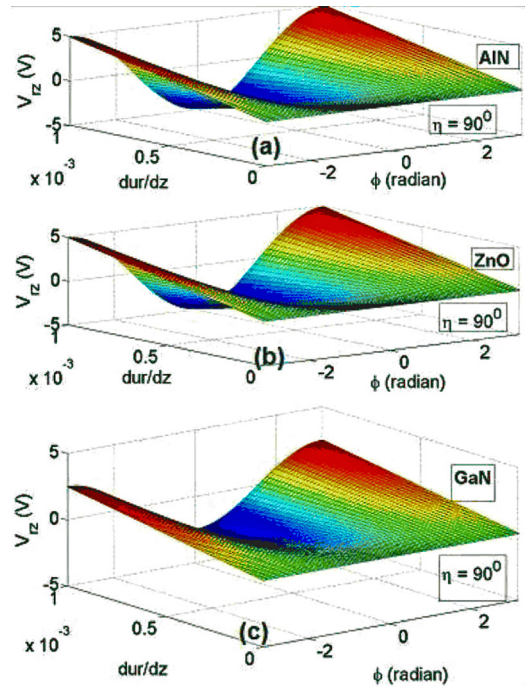 5
0
-5
V_rz (V)
1
0.5
0
x 10^-3
dur/dz
-2
0
2
ϕ (radian)
AlN
η = 90^0
(a)
5
0
-5
V_rz (V)
1
0.5
0
x 10^-3
dur/dz
-2
0
2
ϕ (radian)
ZnO
η = 90^0
(b)
5
0
-5
V_rz (V)
1
0.5
0
x 10^-3
dur/dz
-2
0
2
ϕ (radian)
GaN
η = 90^0
(c)